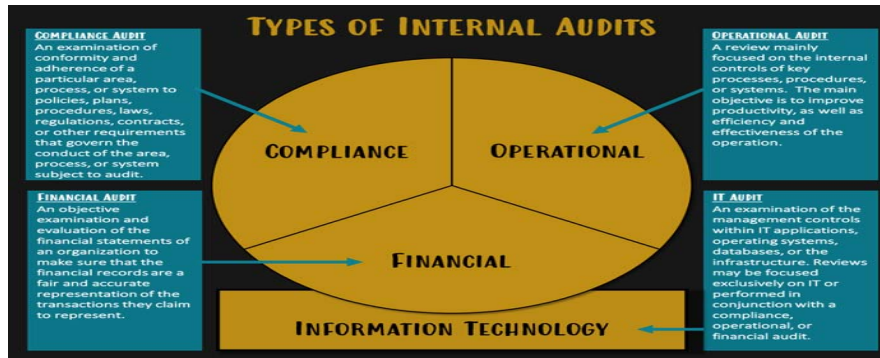 TYPES OF INTERNAL AUDITS
COMPLIANCE AUDIT
An examination of
conformity and
adherence of a
particular area,
process, or system to
policies, plans,
procedures, laws,
regulations, contracts,
or other requirements
that govern the
conduct of the area,
process, or system
subject to audit.
OPERATIONAL AUDIT
A review mainly
focused on the internal
controls of key
processes, procedures,
or systems. The main
objective is to improve
productivity, as well as
efficiency and
effectiveness of the
operation.
COMPLIANCE
OPERATIONAL
FINANCIAL AUDIT
An objective
examination and
evaluation of the
financial statements of
an organization to
make sure that the
financial records are a
fair and accurate
representation of the
transactions they claim
to represent.
FINANCIAL
IT AUDIT
An examination of the
management controls
within IT applications,
operating systems,
databases, or the
infrastructure. Reviews
may be focused
exclusively on IT or
performed in
conjunction with a
compliance,
operational, or
financial audit.
INFORMATION TECHNOLOGY